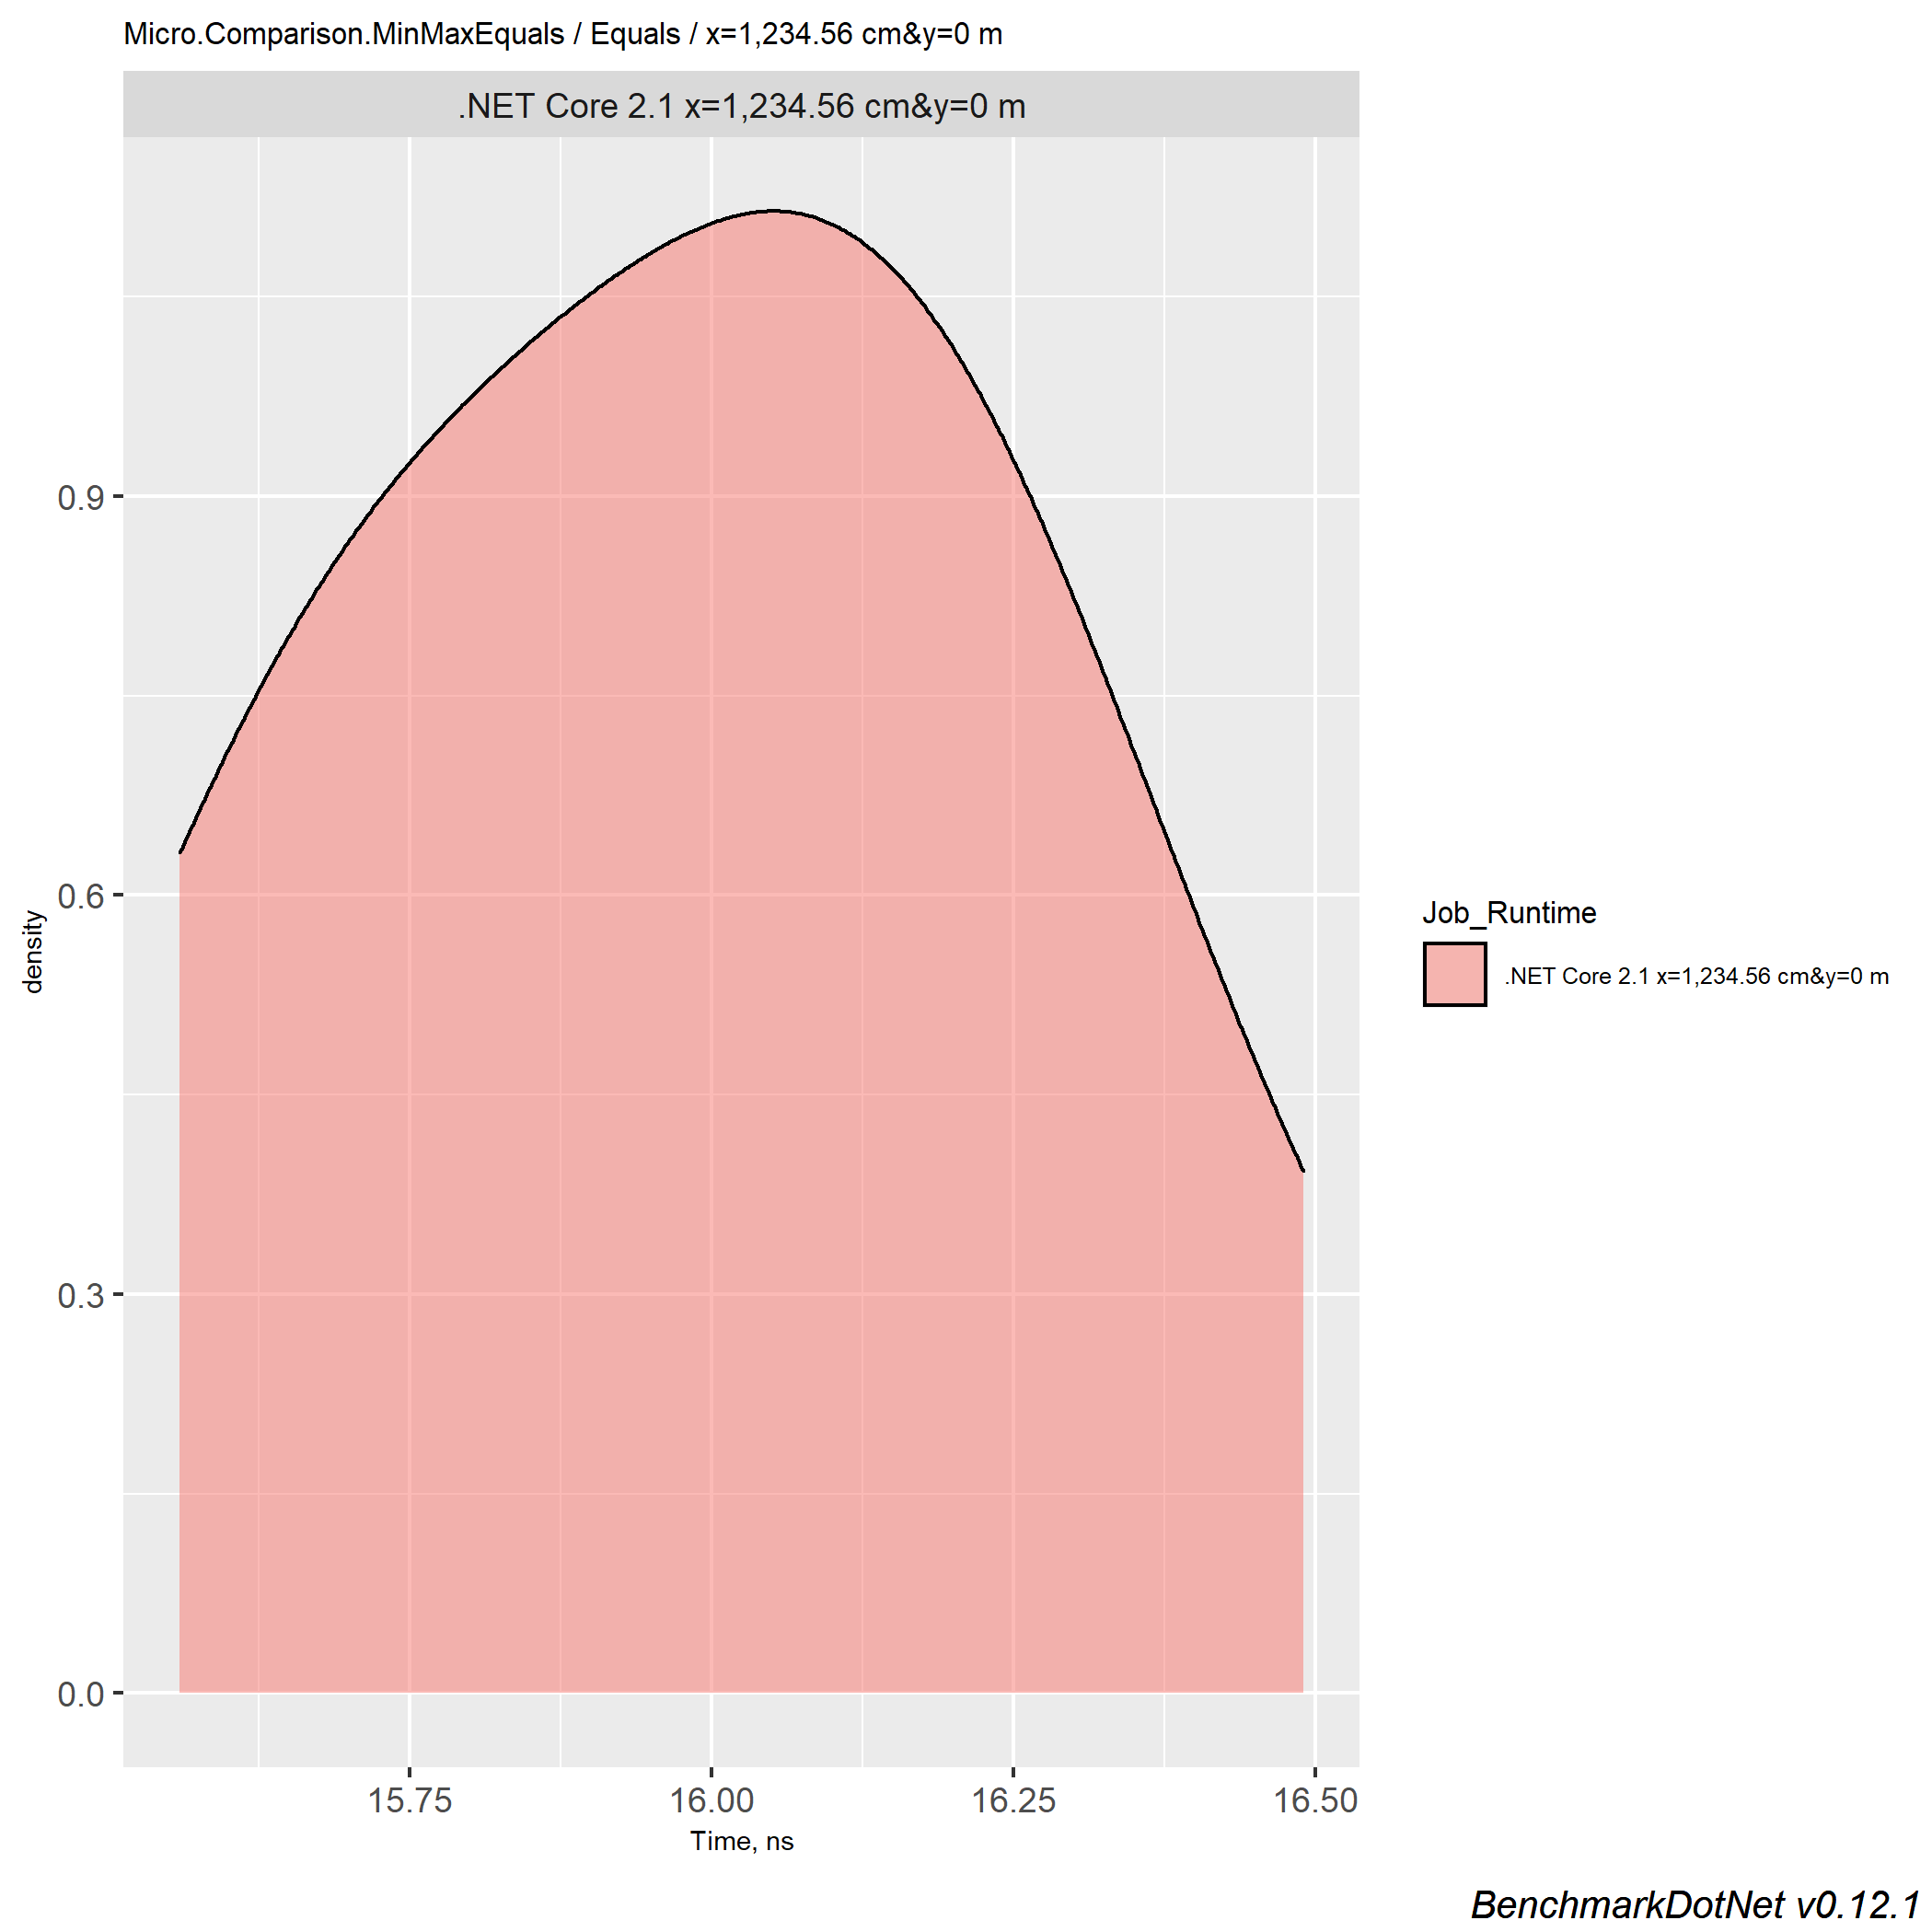 Micro.Comparison.MinMaxEquals / Equals / x=1,234.56 cm&y=0 m
.NET Core 2.1 x=1,234.56 cm&y=0 m
0.9
0.6
0.3
0.0
density
15.75 16.00 16.25 16.50
Time, ns
Job_Runtime
.NET Core 2.1 x=1,234.56 cm&y=0 m
BenchmarkDotNet v0.12.1